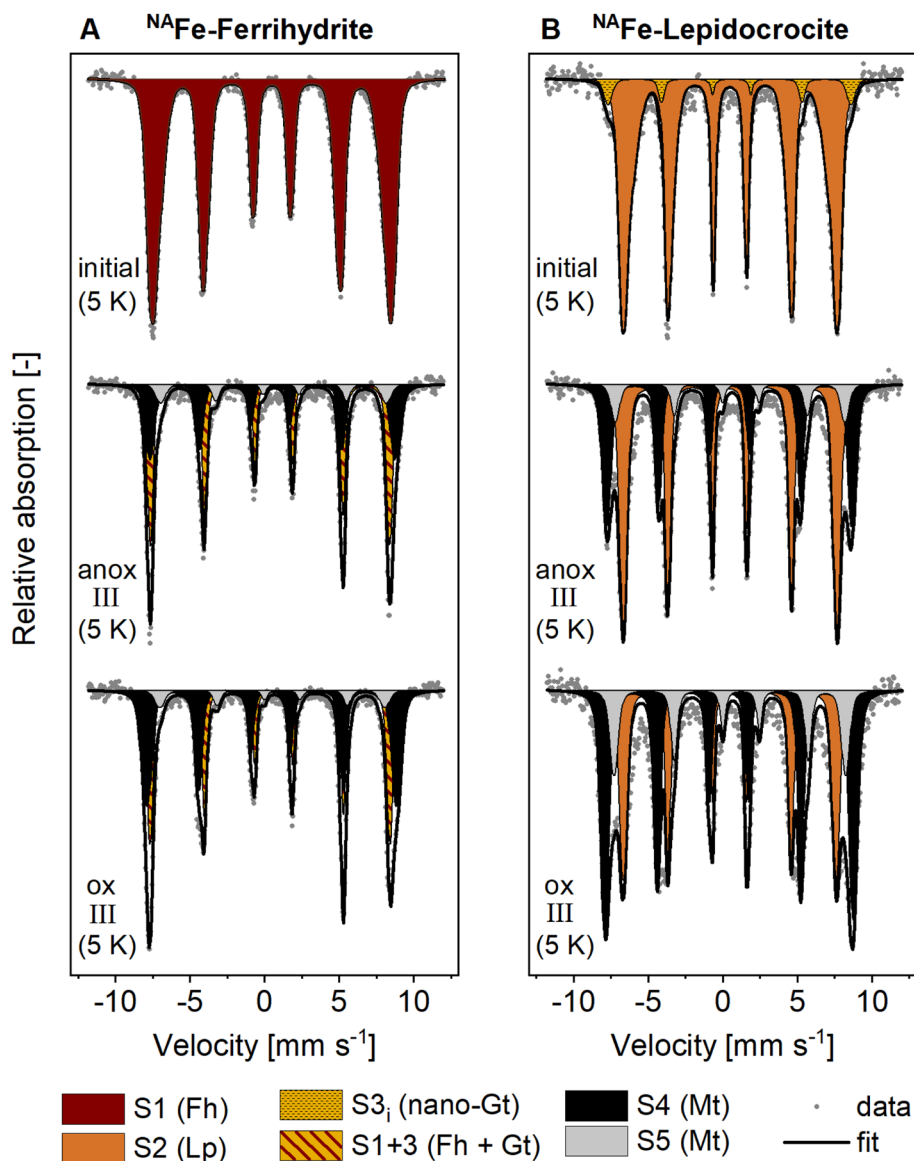 A ᴺᴬFe-Ferrihydrite
B ᴺᴬFe-Lepidocrocite
Relative absorption [-]
initial
(5 K)
anox
III
(5 K)
ox
III
(5 K)
initial
(5 K)
anox
III
(5 K)
ox
III
(5 K)
-10 -5 0 5 10
Velocity [mm s⁻¹]
-10 -5 0 5 10
Velocity [mm s⁻¹]
S1 (Fh)
S2 (Lp)
S3ᵢ (nano-Gt)
S1+3 (Fh + Gt)
S4 (Mt)
S5 (Mt)
data
fit